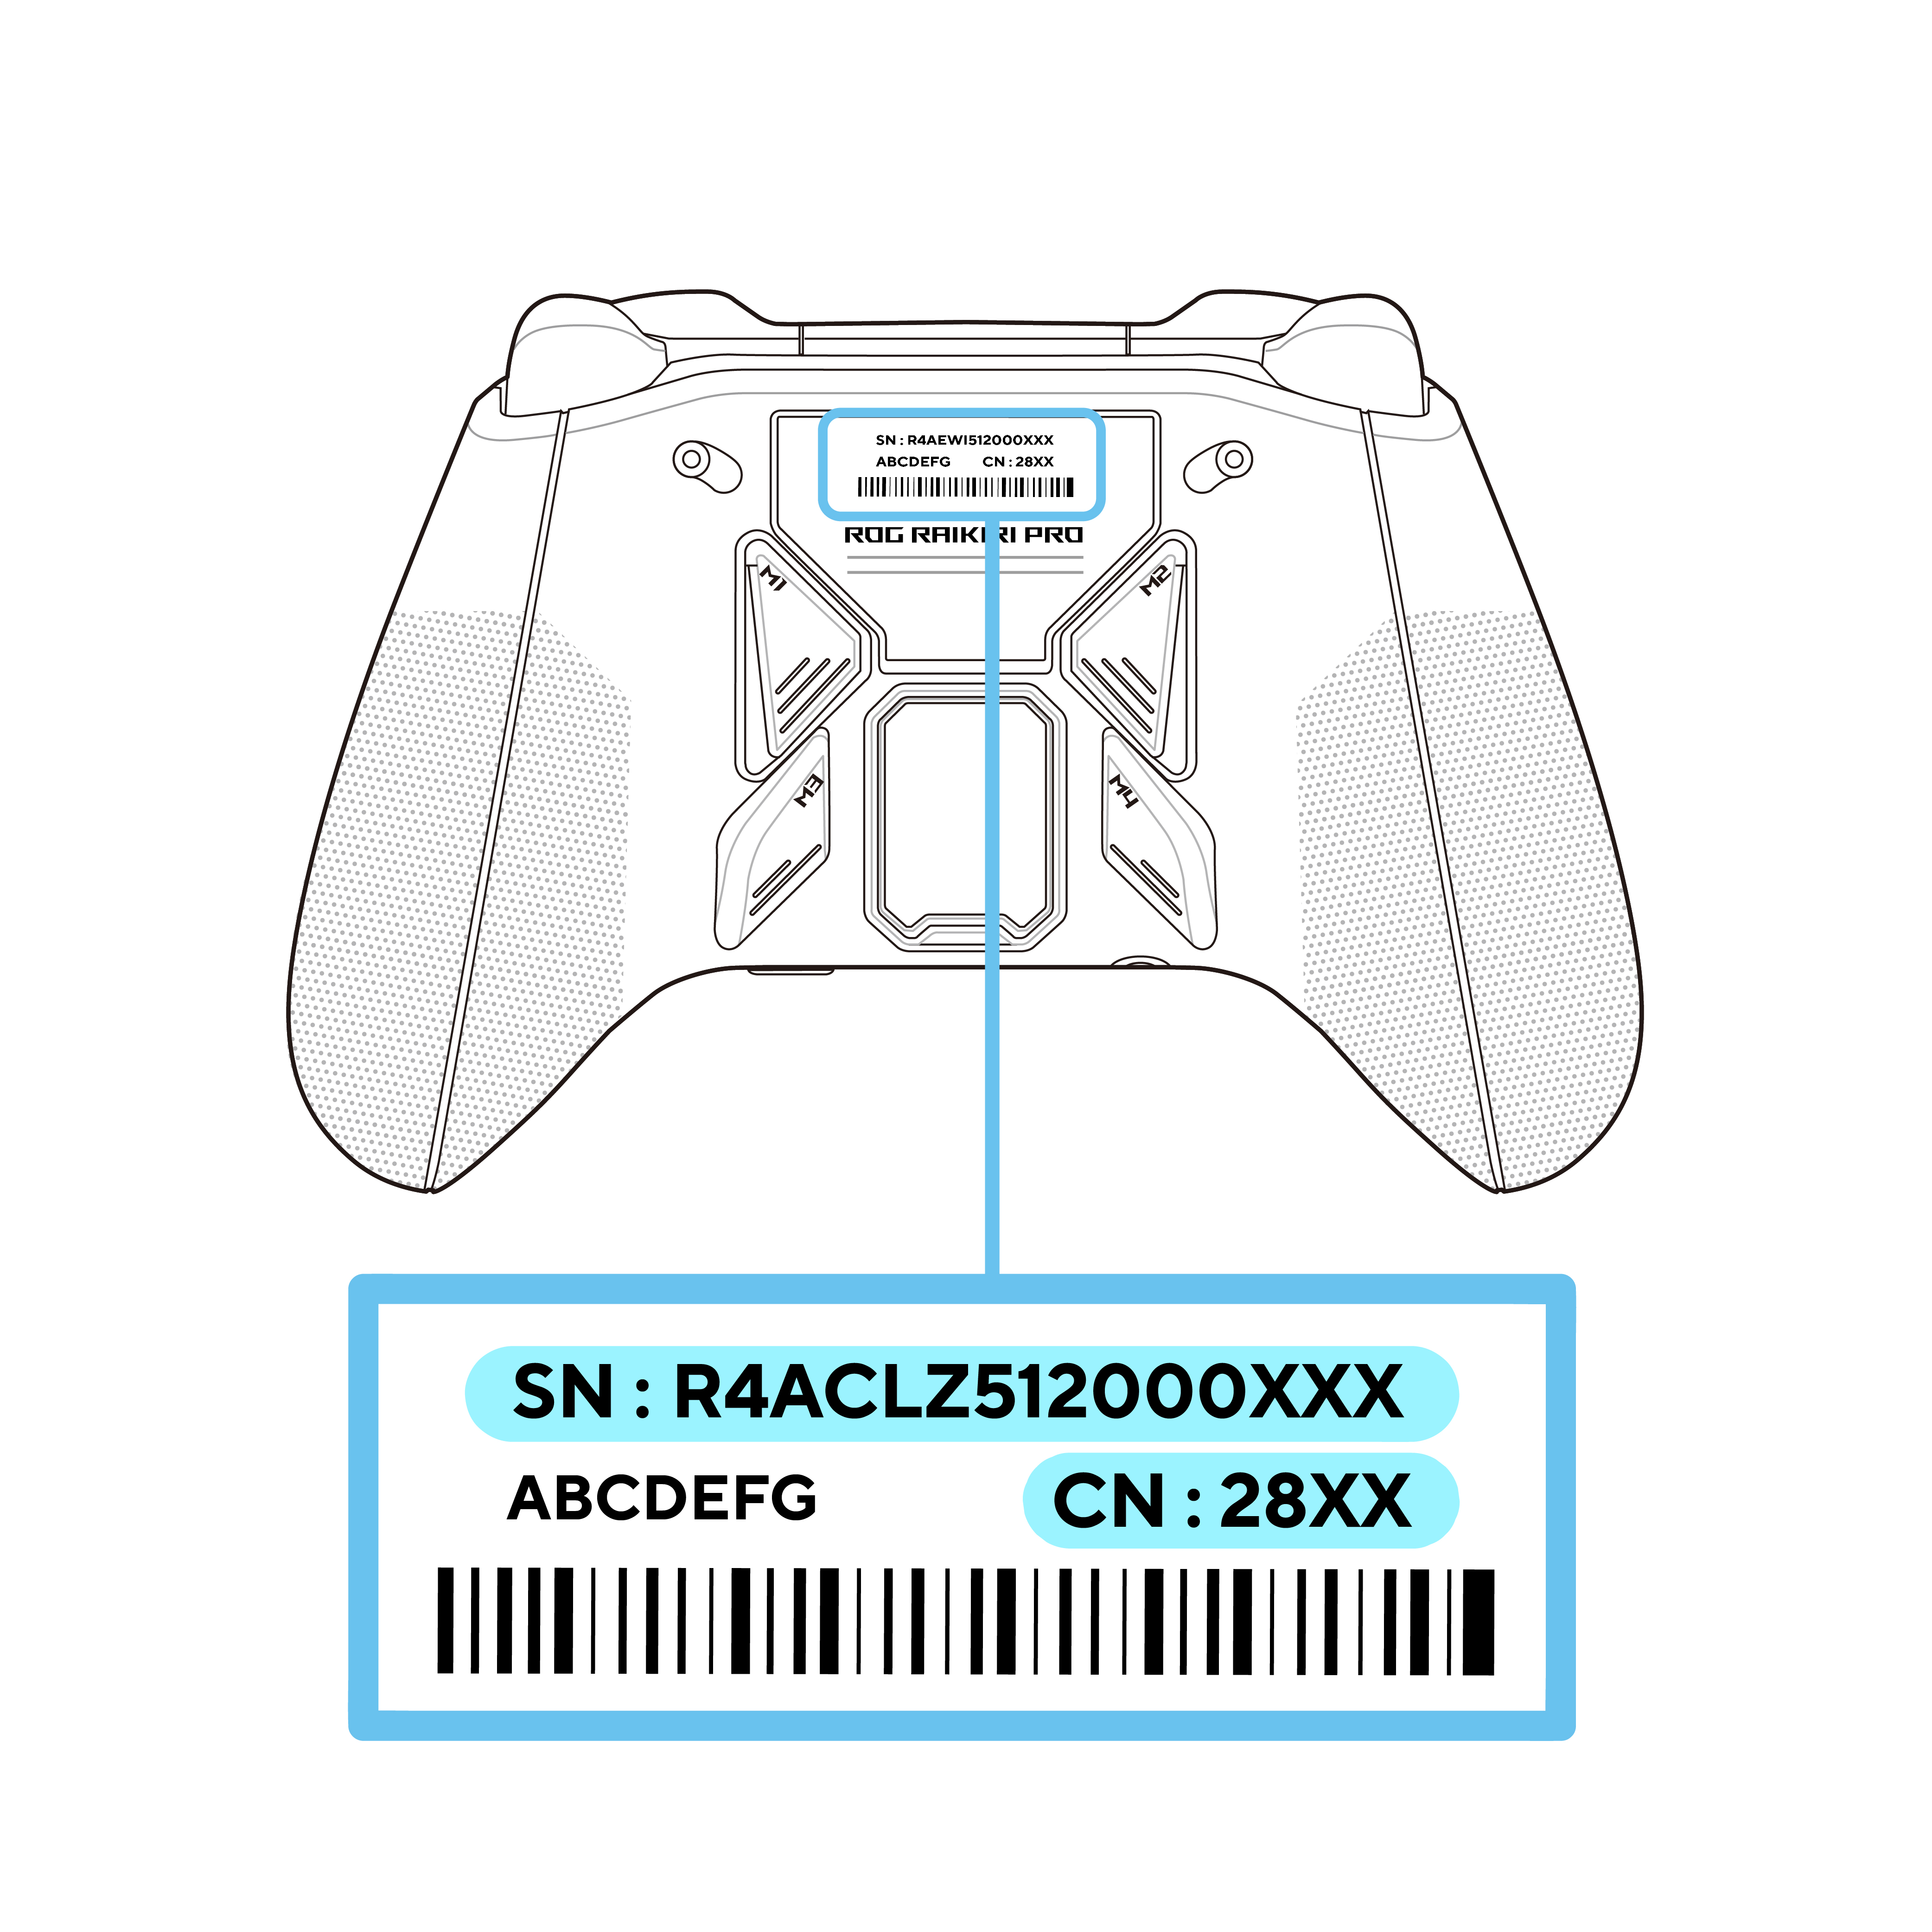 SN : R4AEWI512000XXX
ABCDEFG CN : 28XX
ROG RAIKIRI PRO
M1
M2
M3
M4
SN : R4ACLZ512000XXX
ABCDEFG CN : 28XX